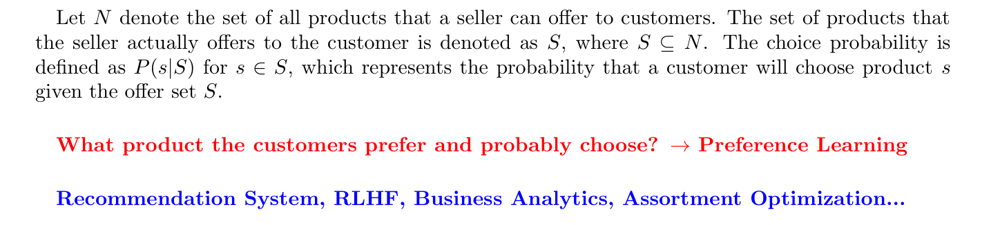 Let N denote the set of all products that a seller can offer to customers. The set of products that
the seller actually offers to the customer is denoted as S, where S ⊆ N. The choice probability is
defined as P(s|S) for s ∈ S, which represents the probability that a customer will choose product s
given the offer set S.
What product the customers prefer and probably choose? → Preference Learning
Recommendation System, RLHF, Business Analytics, Assortment Optimization...